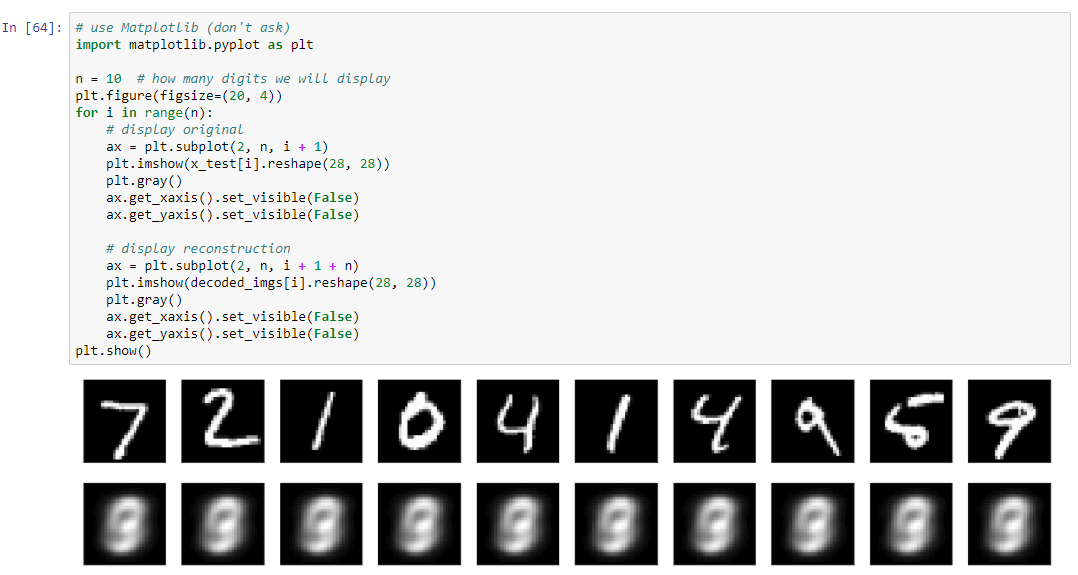 In [64]:
# use Matplotlib (don't ask)
import matplotlib.pyplot as plt
n = 10  # how many digits we will display
plt.figure(figsize=(20, 4))
for i in range(n):
    # display original
    ax = plt.subplot(2, n, i + 1)
    plt.imshow(x_test[i].reshape(28, 28))
    plt.gray()
    ax.get_xaxis().set_visible(False)
    ax.get_yaxis().set_visible(False)
    # display reconstruction
    ax = plt.subplot(2, n, i + 1 + n)
    plt.imshow(decoded_imgs[i].reshape(28, 28))
    plt.gray()
    ax.get_xaxis().set_visible(False)
    ax.get_yaxis().set_visible(False)
plt.show()
7 2 1 0 4 1 4 9 5 9